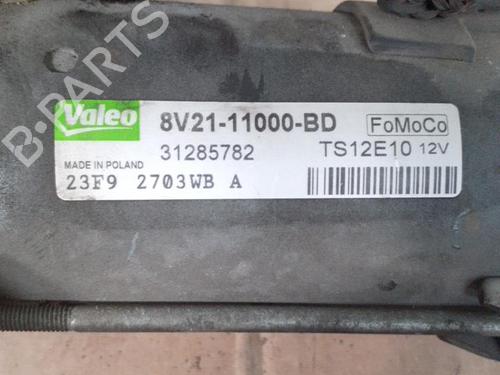 Valeo
8V21-11000-BD
FoMoCo
31285782
TS12E10 12V
MADE IN POLAND
23F9 2703WB A
B-PARTS